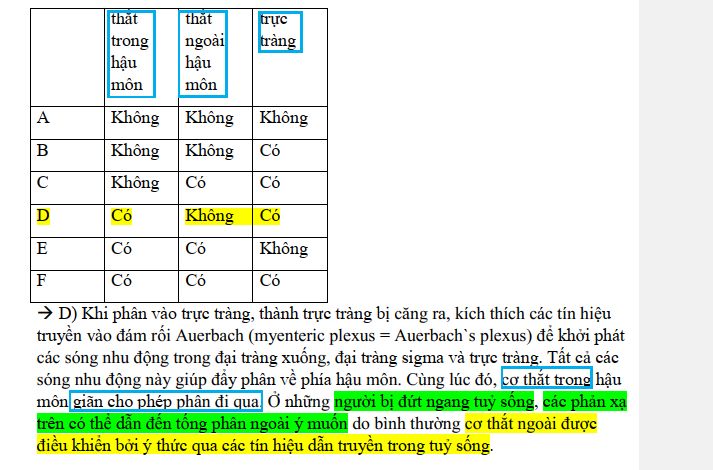 thắt thắt trực
trong ngoài tràng
hậu hậu
môn môn
A Không Không Không
B Không Không Có
C Không Có Có
D Có Không Có
E Có Có Không
F Có Có Có
→ D) Khi phân vào trực tràng, thành trực tràng bị căng ra, kích thích các tín hiệu
truyền vào đám rối Auerbach (myenteric plexus = Auerbach`s plexus) để khởi phát
các sóng nhu động trong đại tràng xuống, đại tràng sigma và trực tràng. Tất cả các
sóng nhu động này giúp đẩy phân về phía hậu môn. Cùng lúc đó, cơ thắt trong hậu
môn giãn cho phép phân đi qua. Ở những người bị đứt ngang tuỷ sống, các phản xạ
trên có thể dẫn đến tống phân ngoài ý muốn do bình thường cơ thắt ngoài được
điều khiển bởi ý thức qua các tín hiệu dẫn truyền trong tuỷ sống.